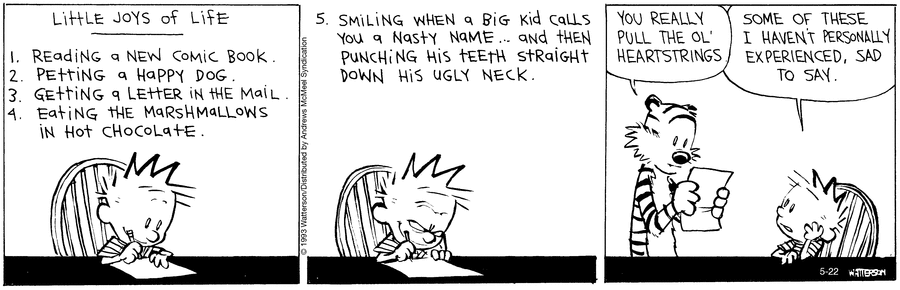 LITTLE JOYS OF LIFE
1. READING A NEW COMIC BOOK.
2. PETTING A HAPPY DOG.
3. GETTING A LETTER IN THE MAIL.
4. EATING THE MARSHMALLOWS
IN HOT CHOCOLATE.
© 1993 Watterson/Distributed by Andrews McMeel Syndication
5. SMILING WHEN A BIG KID CALLS
YOU A NASTY NAME... AND THEN
PUNCHING HIS TEETH STRAIGHT
DOWN HIS UGLY NECK.
YOU REALLY
PULL THE OL'
HEARTSTRINGS.
SOME OF THESE
I HAVEN'T PERSONALLY
EXPERIENCED, SAD
TO SAY.
5-22 WATTERSON